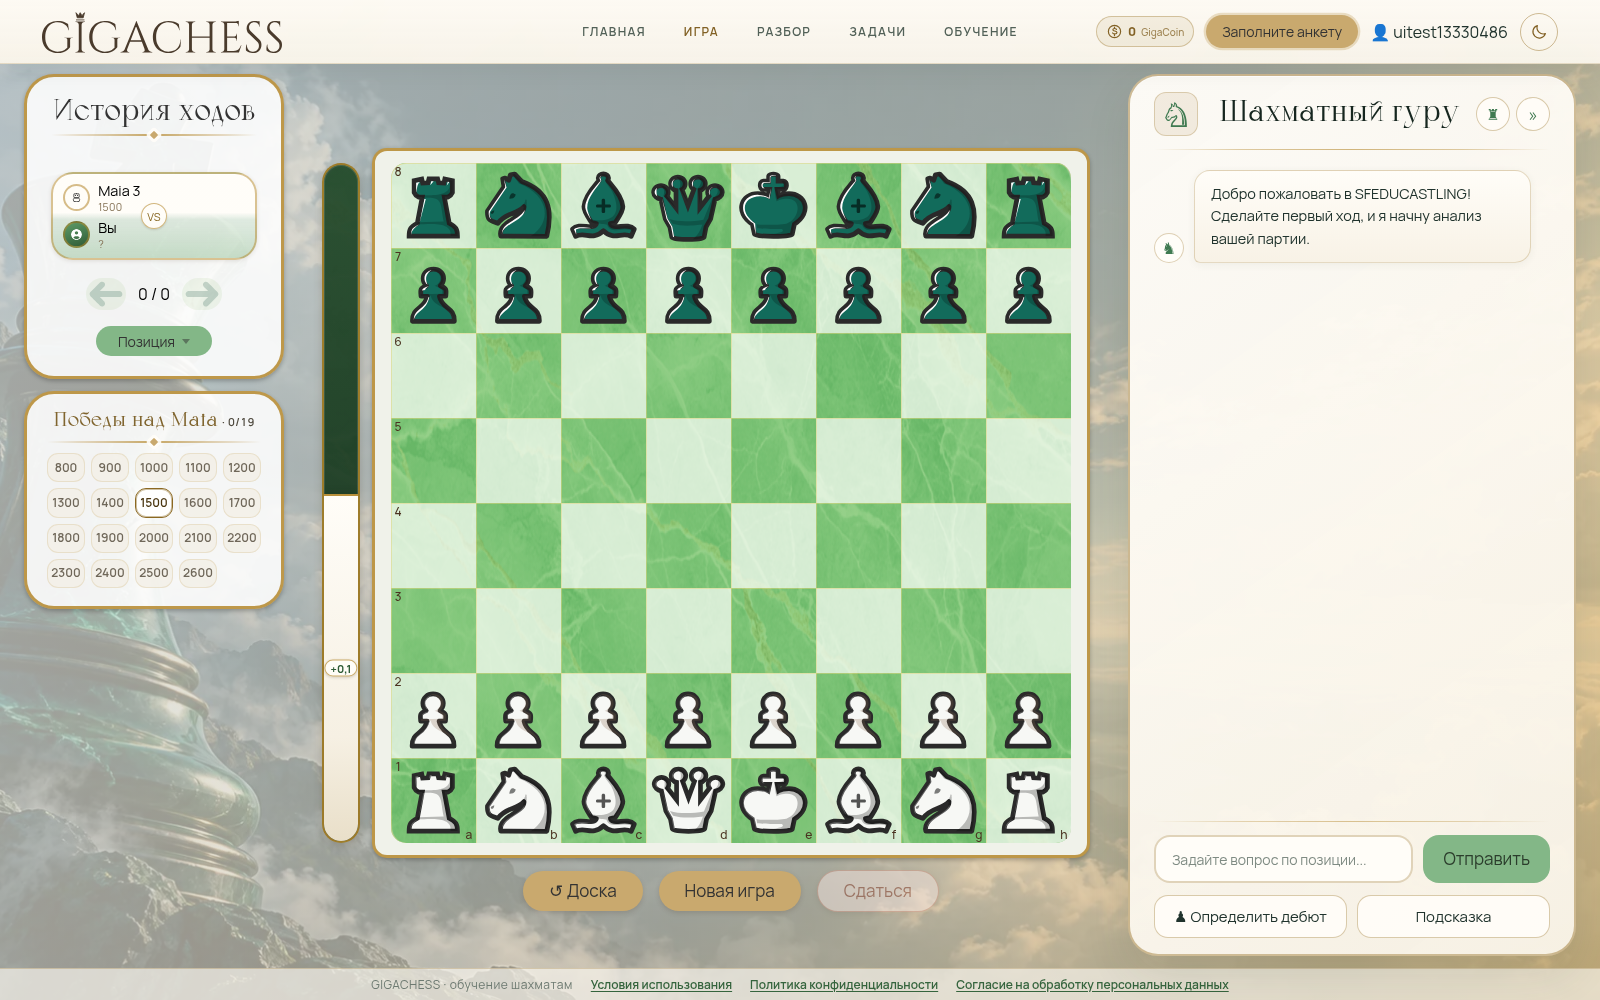 GIGACHESS
ГЛАВНАЯ ИГРА РАЗБОР ЗАДАЧИ ОБУЧЕНИЕ
0 GigaCoin
Заполните анкету
uitest13330486
История ходов
Maia 3
1500
VS
Вы
?
0 / 0
Позиция
Победы над Maia · 0/19
800 900 1000 1100 1200
1300 1400 1500 1600 1700
1800 1900 2000 2100 2200
2300 2400 2500 2600
+0,1
8
7
6
5
4
3
2
1
a b c d e f g h
↺ Доска
Новая игра
Сдаться
Шахматный гуру
»
Добро пожаловать в SFEDUCASTLING!
Сделайте первый ход, и я начну анализ
вашей партии.
Задайте вопрос по позиции...
Отправить
♟ Определить дебют
Подсказка
GIGACHESS · обучение шахматам Условия использования Политика конфиденциальности Согласие на обработку персональных данных